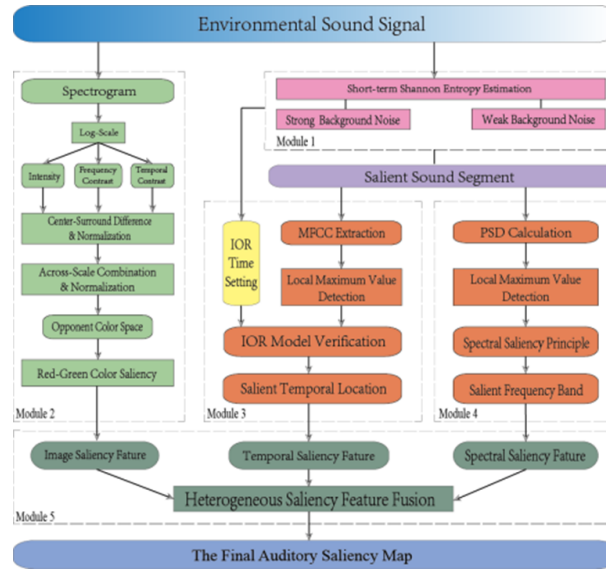 Environmental Sound Signal
Spectrogram
Log-Scale
Intensity
Frequency
Contrast
Temporal
Contrast
Center-Surround Difference
& Normalization
Across-Scale Combination
& Normalization
Opponent Color Space
Red-Green Color Saliency
Module 2
Short-term Shannon Entropy Estimation
Strong Background Noise
Weak Background Noise
Module 1
Salient Sound Segment
IOR
Time
Setting
MFCC Extraction
Local Maximum Value
Detection
IOR Model Verification
Salient Temporal Location
Module 3
PSD Calculation
Local Maximum Value
Detection
Spectral Saliency Principle
Salient Frequency Band
Module 4
Image Saliency Fature
Temporal Saliency Fature
Spectral Saliency Fature
Heterogeneous Saliency Feature Fusion
Module 5
The Final Auditory Saliency Map